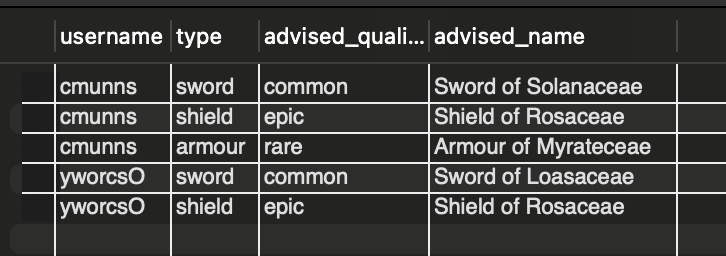 username type advised_quali... advised_name
cmunns sword common Sword of Solanaceae
cmunns shield epic Shield of Rosaceae
cmunns armour rare Armour of Myrateceae
yworcsO sword common Sword of Loasaceae
yworcsO shield epic Shield of Rosaceae